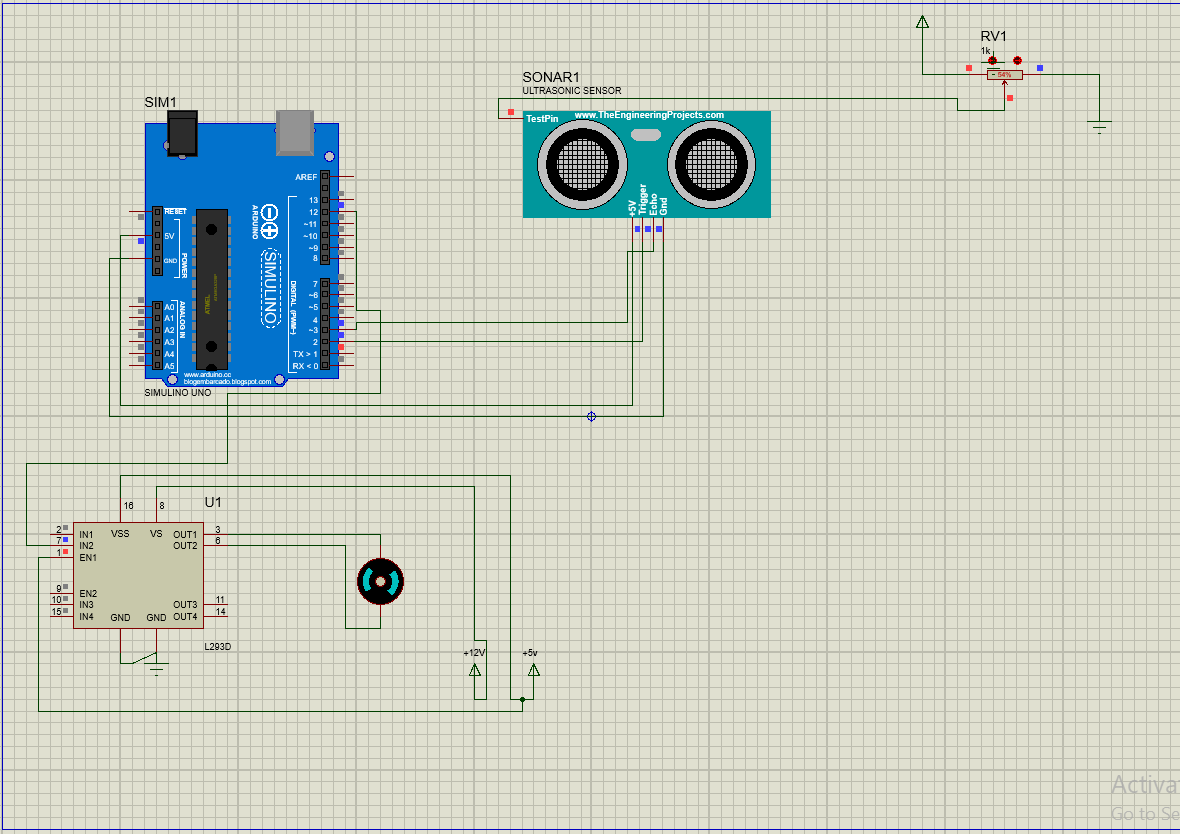 RV1
1k
54%
SONAR1
ULTRASONIC SENSOR
TestPin
www.TheEngineeringProjects.com
+5V
Trigger
Echo
Gnd
SIM1
AREF
RESET
5V
GND
POWER
A0
A1
A2
A3
A4
A5
ANALOG IN
ARDUINO
SIMULINO
ATMEL
13
12
~11
~10
~9
8
7
~6
~5
4
~3
2
TX > 1
RX < 0
DIGITAL (PWM~)
www.arduino.cc
blogembarcado.blogspot.com
SIMULINO UNO
U1
16
8
2
7
1
9
10
15
IN1
IN2
EN1
EN2
IN3
IN4
VSS
VS
OUT1
OUT2
OUT3
OUT4
GND
GND
3
6
11
14
L293D
+12V
+5v
Activa
Go to Se